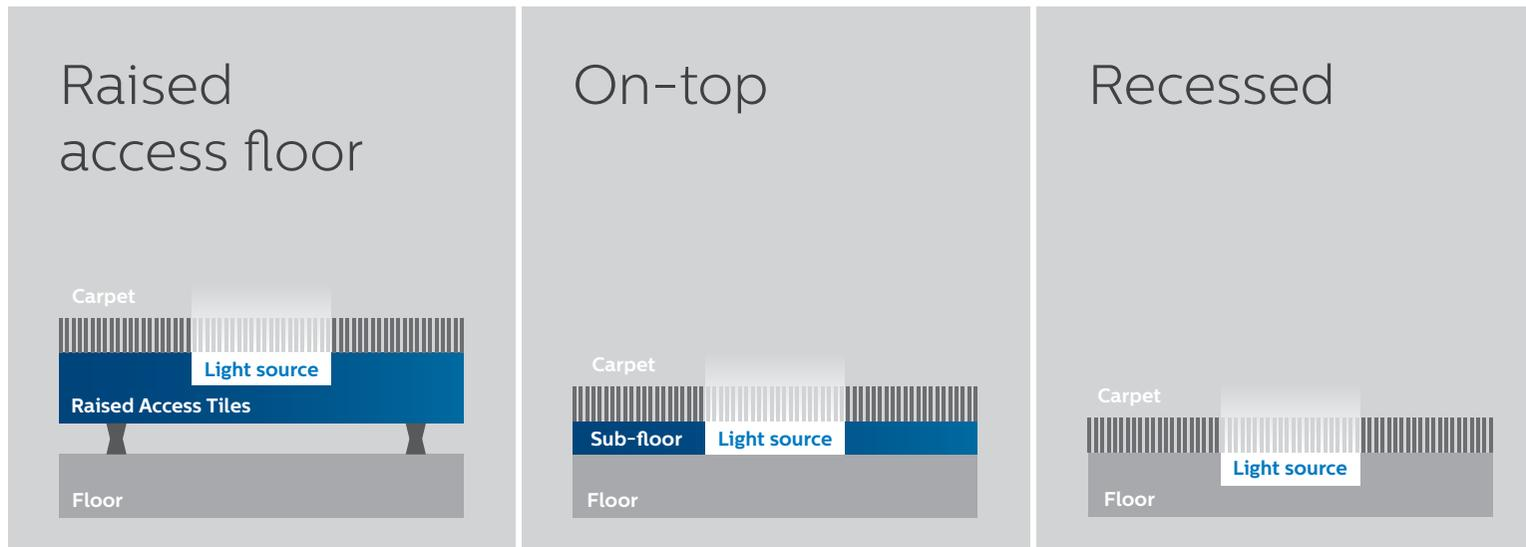 Raised
access floor
Carpet
Light source
Raised Access Tiles
Floor
On-top
Carpet
Sub-floor
Light source
Floor
Recessed
Carpet
Light source
Floor